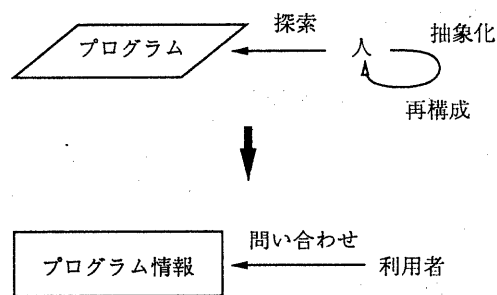 探索
プログラム
人
抽象化
再構成
問い合わせ
プログラム情報
利用者